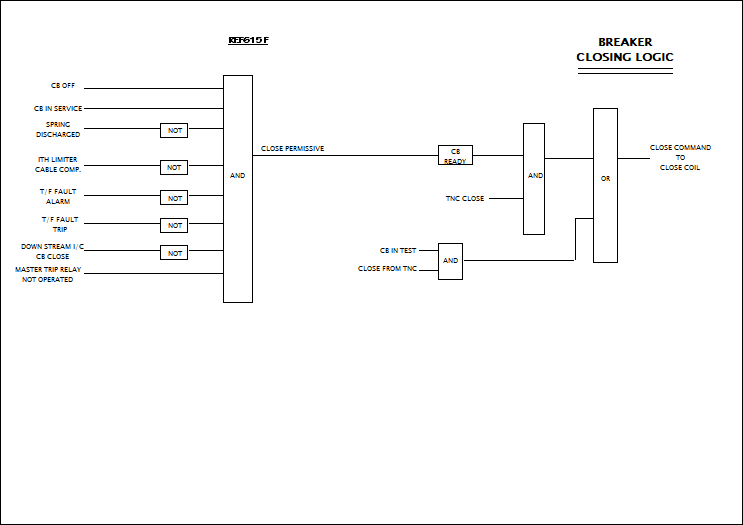 REF615 F
BREAKER
CLOSING LOGIC
CB OFF
CB IN SERVICE
SPRING
DISCHARGED
NOT
ITH LIMITER
CABLE COMP.
NOT
T/F FAULT
ALARM
NOT
T/F FAULT
TRIP
NOT
DOWN STREAM I/C
CB CLOSE
NOT
MASTER TRIP RELAY
NOT OPERATED
AND
CLOSE PERMISSIVE
CB
READY
TNC CLOSE
AND
CB IN TEST
CLOSE FROM TNC
AND
OR
CLOSE COMMAND
TO
CLOSE COIL